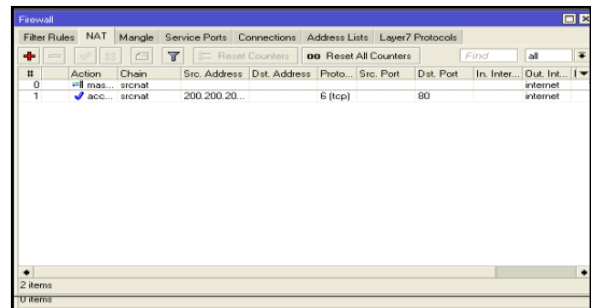 Firewall
Filter Rules NAT Mangle Service Ports Connections Address Lists Layer7 Protocols
Reset Counters 00 Reset All Counters Find all
# Action Chain Src. Address Dst. Address Proto... Src. Port Dst. Port In. Inter... Out. Int...
0 mas... srcnat internet
1 acc... srcnat 200.200.20... 6 (tcp) 80 internet
2 items
0 items